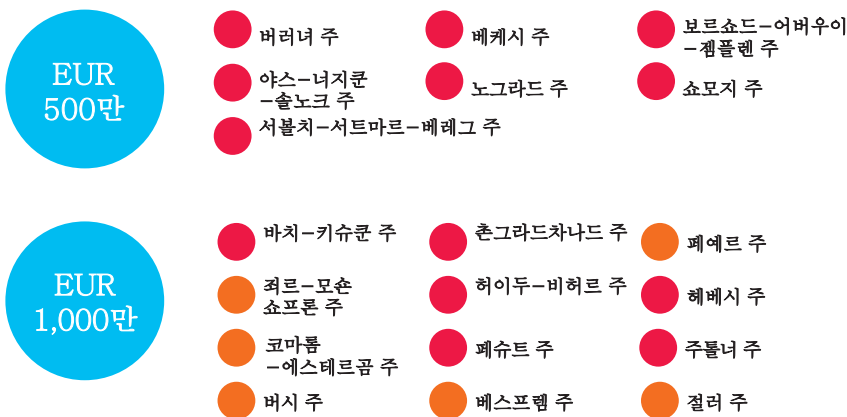 EUR
500만
버러녀 주
베케시 주
보르쇼드-어버우이
-젬플렌 주
야스-너지쿤
-솔노크 주
노그라드 주
쇼모지 주
서볼치-서트마르-베레그 주
EUR
1,000만
바치-키슈쿤 주
촌그라드차나드 주
페예르 주
죄르-모숀
쇼프론 주
허이두-비허르 주
헤베시 주
코마롬
-에스테르곰 주
페슈트 주
주톨너 주
버시 주
베스프렘 주
절러 주